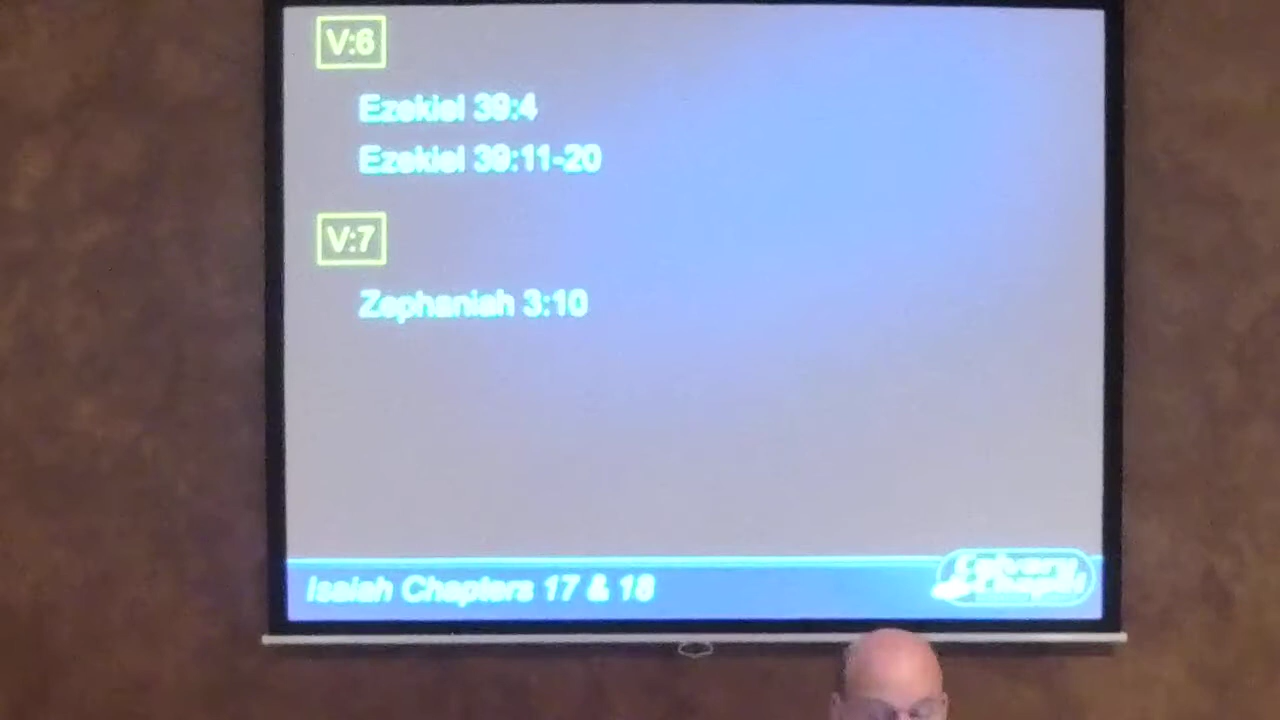 V:6
Ezekiel 39:4
Ezekiel 39:11-20
V:7
Zephaniah 3:10
Isaiah Chapters 17 & 18
Calvary
Chapel